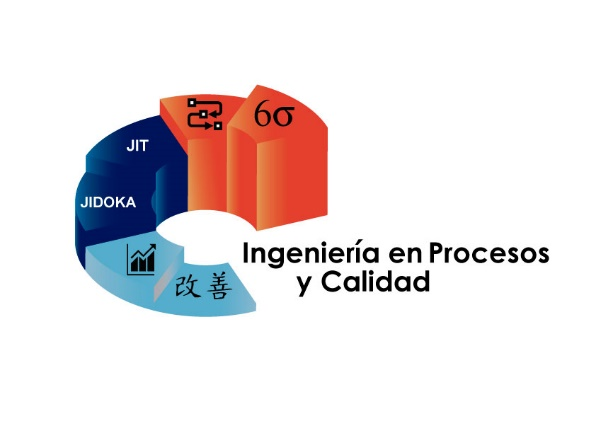 6σ
JIT
JIDOKA
改善
Ingeniería en Procesos
y Calidad